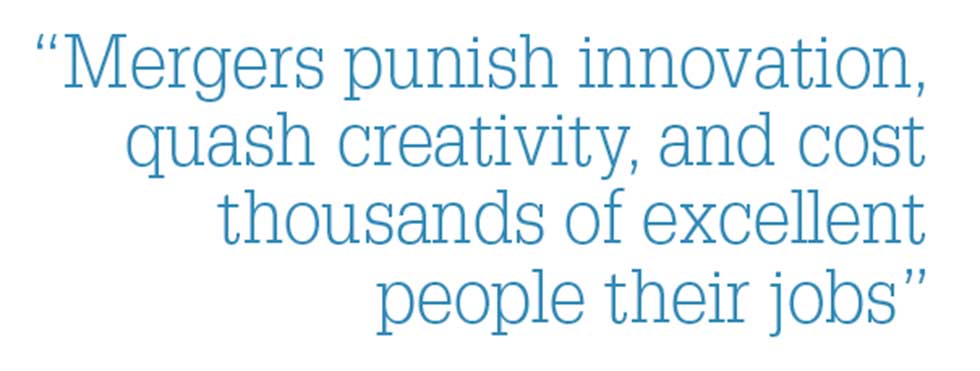 “Mergers punish innovation,
quash creativity, and cost
thousands of excellent
people their jobs”